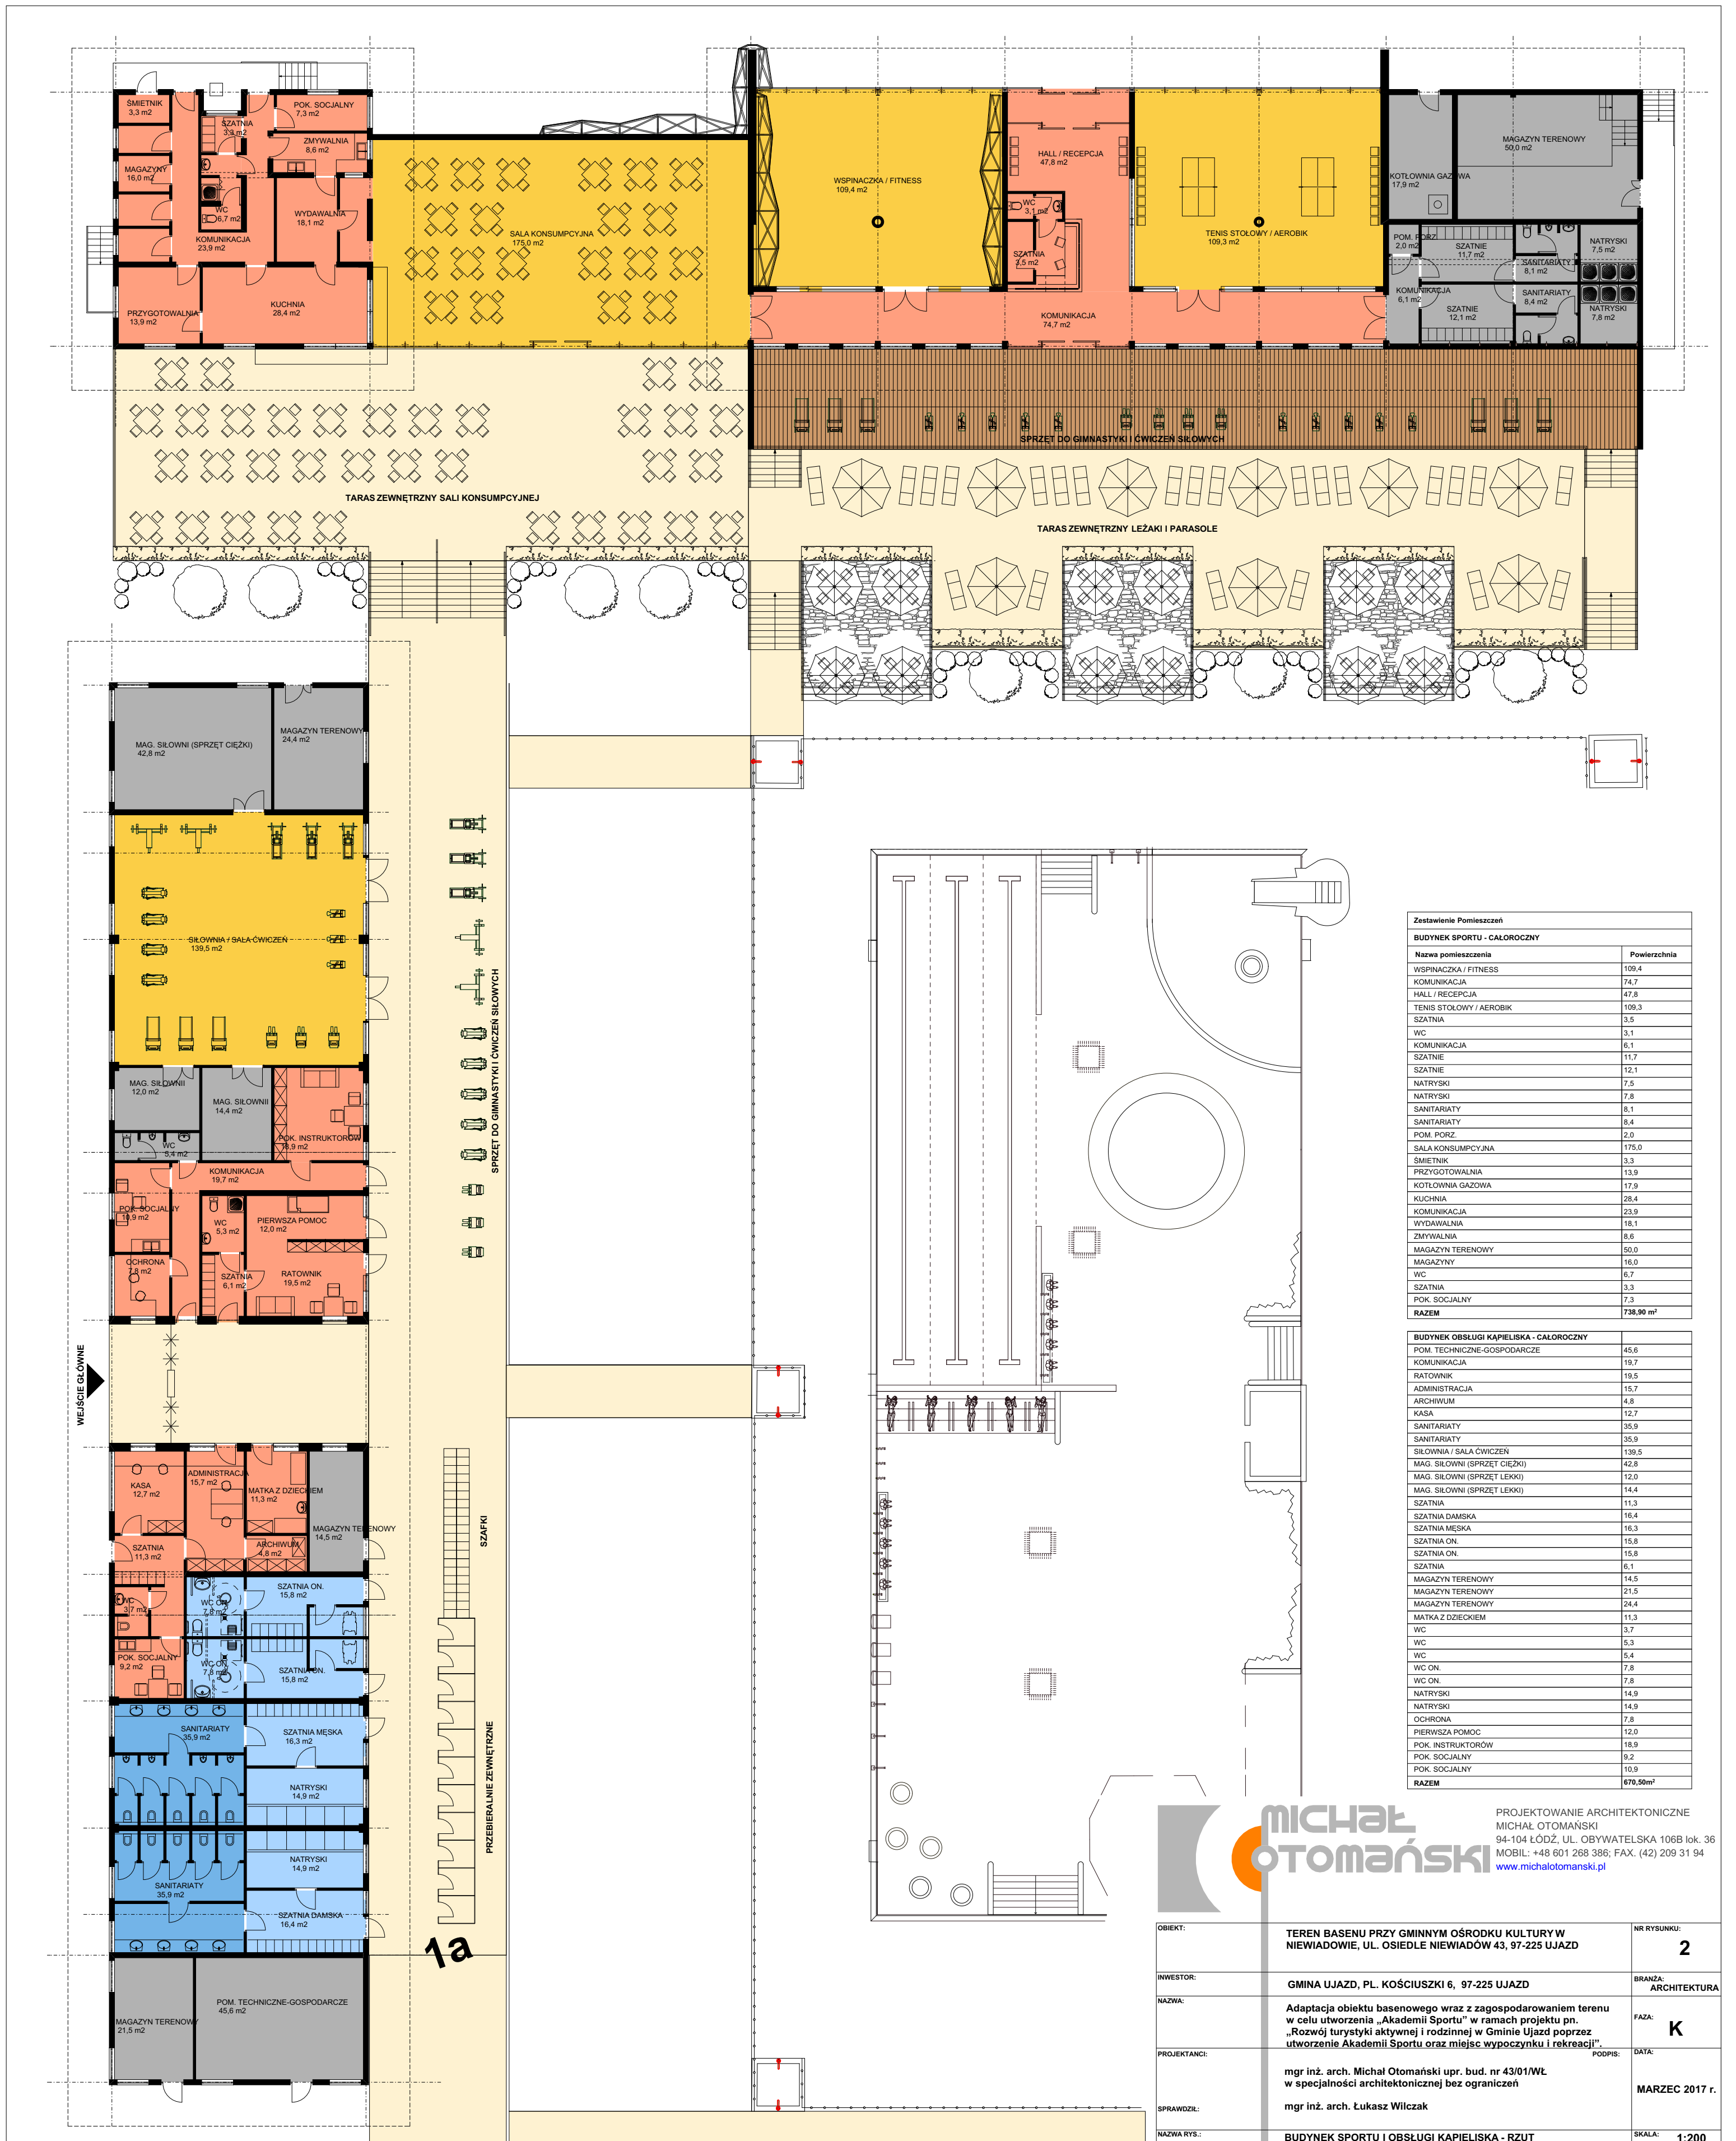 ŚMIETNIK
3,3 m2
SZATNIA
3,3 m2
POK. SOCJALNY
7,3 m2
ZMYWALNIA
8,6 m2
MAGAZYNY
16,0 m2
WC
6,7 m2
WYDAWALNIA
18,1 m2
KOMUNIKACJA
23,9 m2
PRZYGOTOWALNIA
13,9 m2
KUCHNIA
28,4 m2
SALA KONSUMPCYJNA
175,0 m2
WSPINACZKA / FITNESS
109,4 m2
HALL / RECEPCJA
47,8 m2
WC
3,1 m2
SZATNIA
3,5 m2
TENIS STOŁOWY / AEROBIK
109,3 m2
KOMUNIKACJA
74,7 m2
KOTŁOWNIA GAZOWA
17,9 m2
MAGAZYN TERENOWY
50,0 m2
POM. PORZ.
2,0 m2
SZATNIE
11,7 m2
SANITARIATY
8,1 m2
NATRYSKI
7,5 m2
KOMUNIKACJA
6,1 m2
SZATNIE
12,1 m2
SANITARIATY
8,4 m2
NATRYSKI
7,8 m2
SPRZĘT DO GIMNASTYKI I ĆWICZEŃ SIŁOWYCH
TARAS ZEWNĘTRZNY SALI KONSUMPCYJNEJ
TARAS ZEWNĘTRZNY LEŻAKI I PARASOLE
MAG. SIŁOWNI (SPRZĘT CIĘŻKI)
42,8 m2
MAGAZYN TERENOWY
24,4 m2
SIŁOWNIA / SALA ĆWICZEŃ
139,5 m2
SPRZĘT DO GIMNASTYKI I ĆWICZEŃ SIŁOWYCH
MAG. SIŁOWNII
12,0 m2
MAG. SIŁOWNII
14,4 m2
POK. INSTRUKTORÓW
18,9 m2
WC
5,4 m2
KOMUNIKACJA
19,7 m2
POK. SOCJALNY
10,9 m2
WC
5,3 m2
PIERWSZA POMOC
12,0 m2
OCHRONA
7,8 m2
SZATNIA
6,1 m2
RATOWNIK
19,5 m2
WEJŚCIE GŁÓWNE
KASA
12,7 m2
ADMINISTRACJA
15,7 m2
MATKA Z DZIECKIEM
11,3 m2
MAGAZYN TERENOWY
14,5 m2
SZATNIA
11,3 m2
ARCHIWUM
4,8 m2
SZAFKI
WC
3,7 m2
WC ON.
7,8 m2
SZATNIA ON.
15,8 m2
POK. SOCJALNY
9,2 m2
WC ON.
7,8 m2
SZATNIA ON.
15,8 m2
SANITARIATY
35,9 m2
SZATNIA MĘSKA
16,3 m2
NATRYSKI
14,9 m2
PRZEBIERALNIE ZEWNĘTRZNE
NATRYSKI
14,9 m2
SANITARIATY
35,9 m2
SZATNIA DAMSKA
16,4 m2
1a
MAGAZYN TERENOWY
21,5 m2
POM. TECHNICZNE-GOSPODARCZE
45,6 m2
Zestawienie Pomieszczeń
BUDYNEK SPORTU - CAŁOROCZNY
Nazwa pomieszczenia Powierzchnia
WSPINACZKA / FITNESS 109,4
KOMUNIKACJA 74,7
HALL / RECEPCJA 47,8
TENIS STOŁOWY / AEROBIK 109,3
SZATNIA 3,5
WC 3,1
KOMUNIKACJA 6,1
SZATNIE 11,7
SZATNIE 12,1
NATRYSKI 7,5
NATRYSKI 7,8
SANITARIATY 8,1
SANITARIATY 8,4
POM. PORZ. 2,0
SALA KONSUMPCYJNA 175,0
ŚMIETNIK 3,3
PRZYGOTOWALNIA 13,9
KOTŁOWNIA GAZOWA 17,9
KUCHNIA 28,4
KOMUNIKACJA 23,9
WYDAWALNIA 18,1
ZMYWALNIA 8,6
MAGAZYN TERENOWY 50,0
MAGAZYNY 16,0
WC 6,7
SZATNIA 3,3
POK. SOCJALNY 7,3
RAZEM 738,90 m²
BUDYNEK OBSŁUGI KĄPIELISKA - CAŁOROCZNY
POM. TECHNICZNE-GOSPODARCZE 45,6
KOMUNIKACJA 19,7
RATOWNIK 19,5
ADMINISTRACJA 15,7
ARCHIWUM 4,8
KASA 12,7
SANITARIATY 35,9
SANITARIATY 35,9
SIŁOWNIA / SALA ĆWICZEŃ 139,5
MAG. SIŁOWNI (SPRZĘT CIĘŻKI) 42,8
MAG. SIŁOWNI (SPRZĘT LEKKI) 12,0
MAG. SIŁOWNI (SPRZĘT LEKKI) 14,4
SZATNIA 11,3
SZATNIA DAMSKA 16,4
SZATNIA MĘSKA 16,3
SZATNIA ON. 15,8
SZATNIA ON. 15,8
SZATNIA 6,1
MAGAZYN TERENOWY 14,5
MAGAZYN TERENOWY 21,5
MAGAZYN TERENOWY 24,4
MATKA Z DZIECKIEM 11,3
WC 3,7
WC 5,3
WC 5,4
WC ON. 7,8
WC ON. 7,8
NATRYSKI 14,9
NATRYSKI 14,9
OCHRONA 7,8
PIERWSZA POMOC 12,0
POK. INSTRUKTORÓW 18,9
POK. SOCJALNY 9,2
POK. SOCJALNY 10,9
RAZEM 670,50m²
MICHAŁ
OTOMAŃSKI
PROJEKTOWANIE ARCHITEKTONICZNE
MICHAŁ OTOMAŃSKI
94-104 ŁÓDŹ, UL. OBYWATELSKA 106B lok. 36
MOBIL: +48 601 268 386; FAX. (42) 209 31 94
www.michalotomanski.pl
OBIEKT:
TEREN BASENU PRZY GMINNYM OŚRODKU KULTURY W
NIEWIADOWIE, UL. OSIEDLE NIEWIADÓW 43, 97-225 UJAZD
NR RYSUNKU:
2
INWESTOR:
GMINA UJAZD, PL. KOŚCIUSZKI 6, 97-225 UJAZD
BRANŻA:
ARCHITEKTURA
NAZWA:
Adaptacja obiektu basenowego wraz z zagospodarowaniem terenu
w celu utworzenia „Akademii Sportu” w ramach projektu pn.
„Rozwój turystyki aktywnej i rodzinnej w Gminie Ujazd poprzez
utworzenie Akademii Sportu oraz miejsc wypoczynku i rekreacji”.
FAZA:
K
PROJEKTANCI:
PODPIS:
DATA:
mgr inż. arch. Michał Otomański upr. bud. nr 43/01/WŁ
w specjalności architektonicznej bez ograniczeń
MARZEC 2017 r.
SPRAWDZIŁ:
mgr inż. arch. Łukasz Wilczak
NAZWA RYS.:
BUDYNEK SPORTU I OBSŁUGI KĄPIELISKA - RZUT
SKALA:
1:200